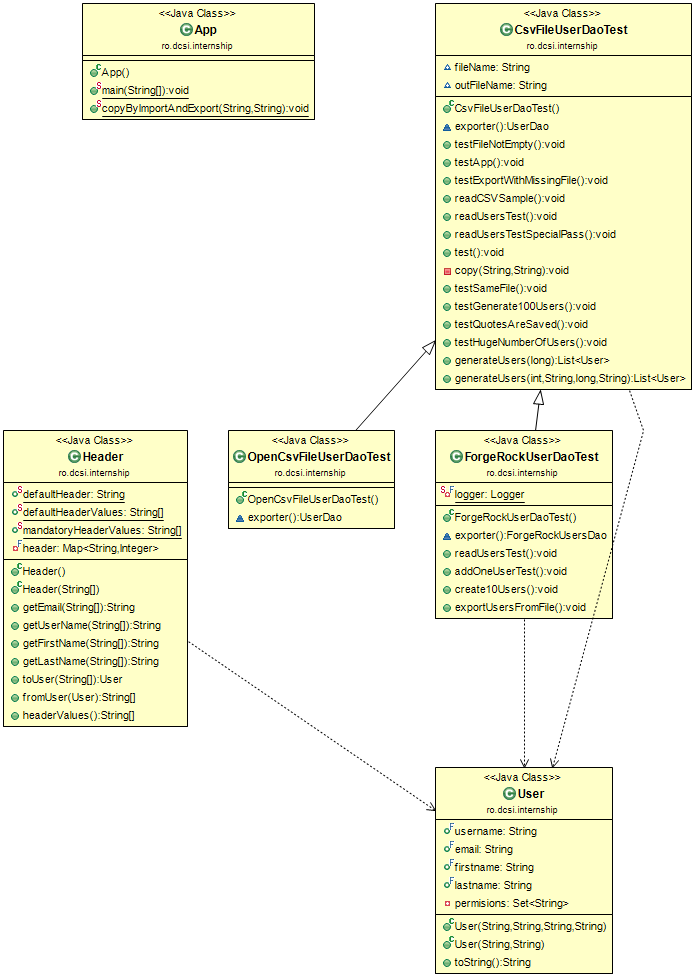 <<Java Class>>
App
ro.dcsi.internship
App()
main(String[]):void
copyByImportAndExport(String,String):void
<<Java Class>>
CsvFileUserDaoTest
ro.dcsi.internship
fileName: String
outFileName: String
CsvFileUserDaoTest()
exporter():UserDao
testFileNotEmpty():void
testApp():void
testExportWithMissingFile():void
readCSVSample():void
readUsersTest():void
readUsersTestSpecialPass():void
test():void
copy(String,String):void
testSameFile():void
testGenerate100Users():void
testQuotesAreSaved():void
testHugeNumberOfUsers():void
generateUsers(long):List<User>
generateUsers(int,String,long,String):List<User>
<<Java Class>>
Header
ro.dcsi.internship
defaultHeader: String
defaultHeaderValues: String[]
mandatoryHeaderValues: String[]
header: Map<String,Integer>
Header()
Header(String[])
getEmail(String[]):String
getUserName(String[]):String
getFirstName(String[]):String
getLastName(String[]):String
toUser(String[]):User
fromUser(User):String[]
headerValues():String[]
<<Java Class>>
OpenCsvFileUserDaoTest
ro.dcsi.internship
OpenCsvFileUserDaoTest()
exporter():UserDao
<<Java Class>>
ForgeRockUserDaoTest
ro.dcsi.internship
logger: Logger
ForgeRockUserDaoTest()
exporter():ForgeRockUsersDao
readUsersTest():void
addOneUserTest():void
create10Users():void
exportUsersFromFile():void
<<Java Class>>
User
ro.dcsi.internship
username: String
email: String
firstname: String
lastname: String
permisions: Set<String>
User(String,String,String,String)
User(String,String)
toString():String